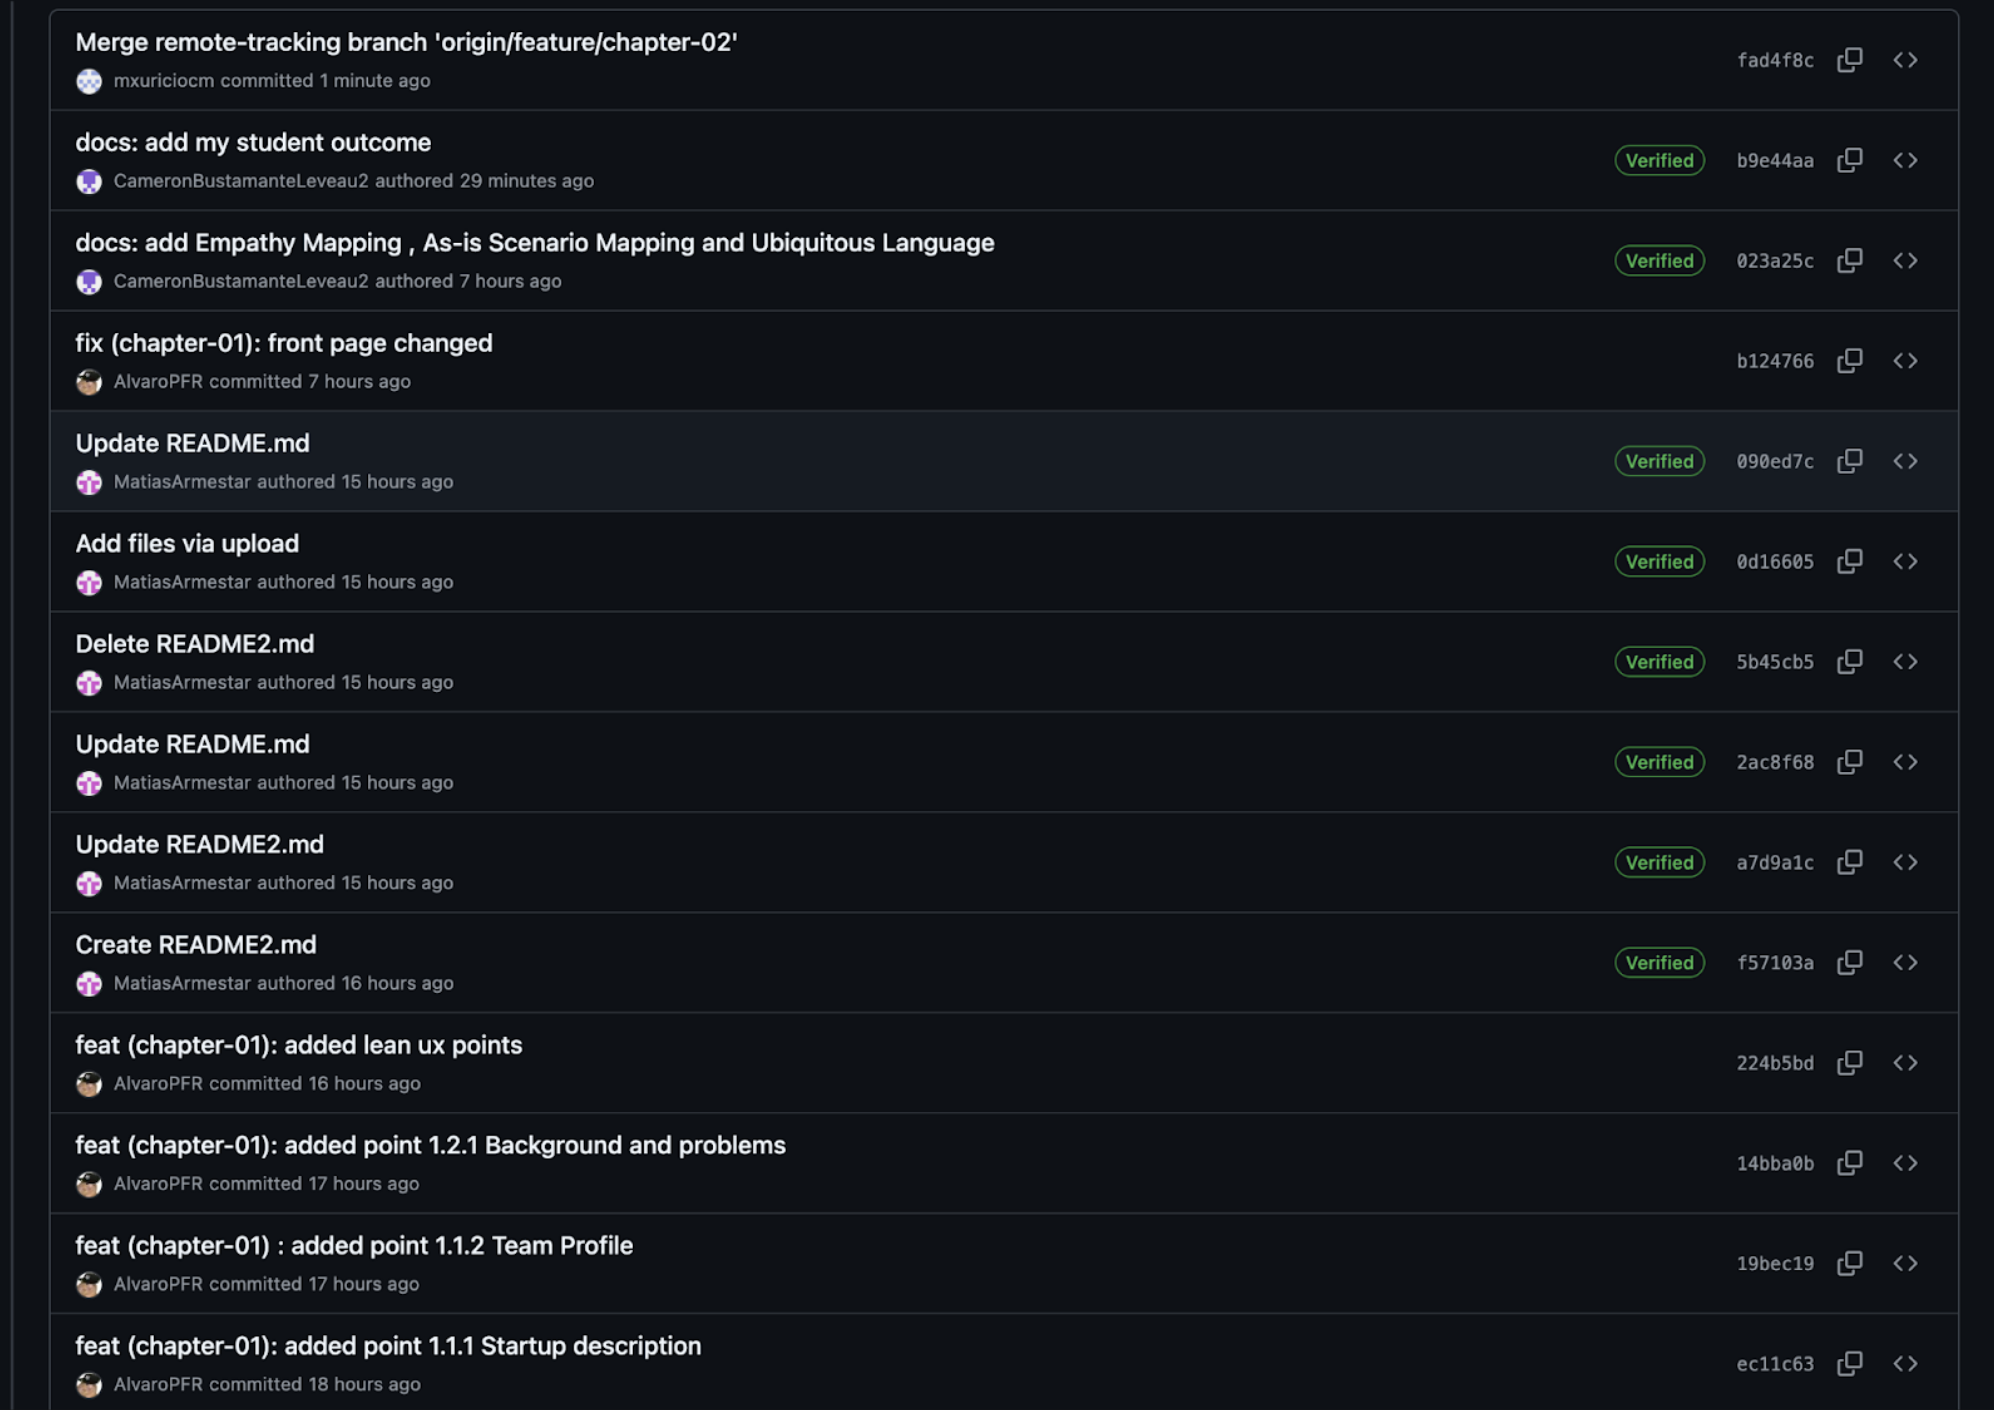 Merge remote-tracking branch 'origin/feature/chapter-02'
mxuriciocm committed 1 minute ago
fad4f8c
docs: add my student outcome
CameronBustamanteLeveau2 authored 29 minutes ago
Verified b9e44aa
docs: add Empathy Mapping , As-is Scenario Mapping and Ubiquitous Language
CameronBustamanteLeveau2 authored 7 hours ago
Verified 023a25c
fix (chapter-01): front page changed
AlvaroPFR committed 7 hours ago
b124766
Update README.md
MatiasArmestar authored 15 hours ago
Verified 090ed7c
Add files via upload
MatiasArmestar authored 15 hours ago
Verified 0d16605
Delete README2.md
MatiasArmestar authored 15 hours ago
Verified 5b45cb5
Update README.md
MatiasArmestar authored 15 hours ago
Verified 2ac8f68
Update README2.md
MatiasArmestar authored 15 hours ago
Verified a7d9a1c
Create README2.md
MatiasArmestar authored 16 hours ago
Verified f57103a
feat (chapter-01): added lean ux points
AlvaroPFR committed 16 hours ago
224b5bd
feat (chapter-01): added point 1.2.1 Background and problems
AlvaroPFR committed 17 hours ago
14bba0b
feat (chapter-01) : added point 1.1.2 Team Profile
AlvaroPFR committed 17 hours ago
19bec19
feat (chapter-01): added point 1.1.1 Startup description
AlvaroPFR committed 18 hours ago
ec11c63